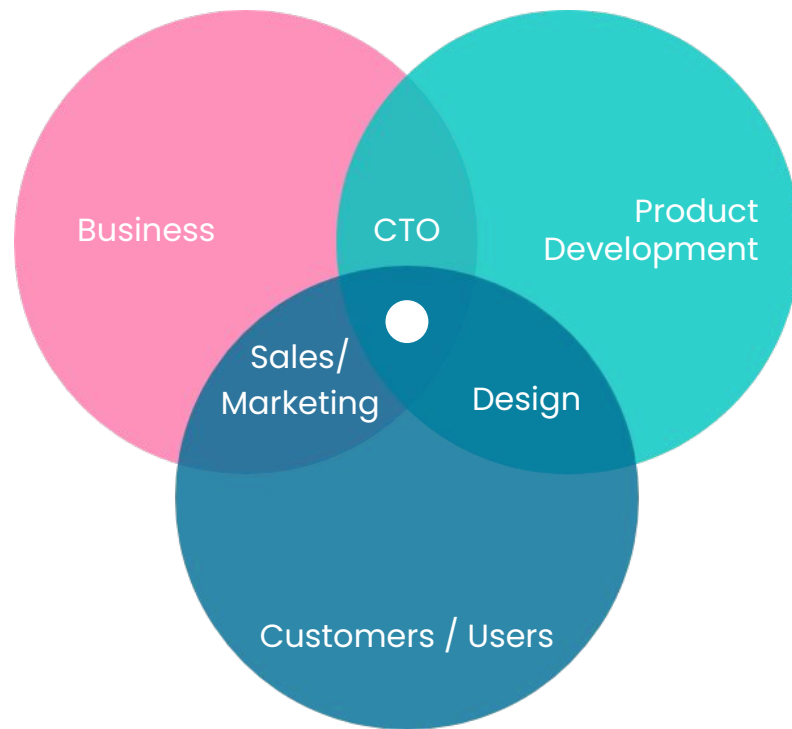 Business
CTO
Product
Development
Sales/
Marketing
Design
Customers / Users